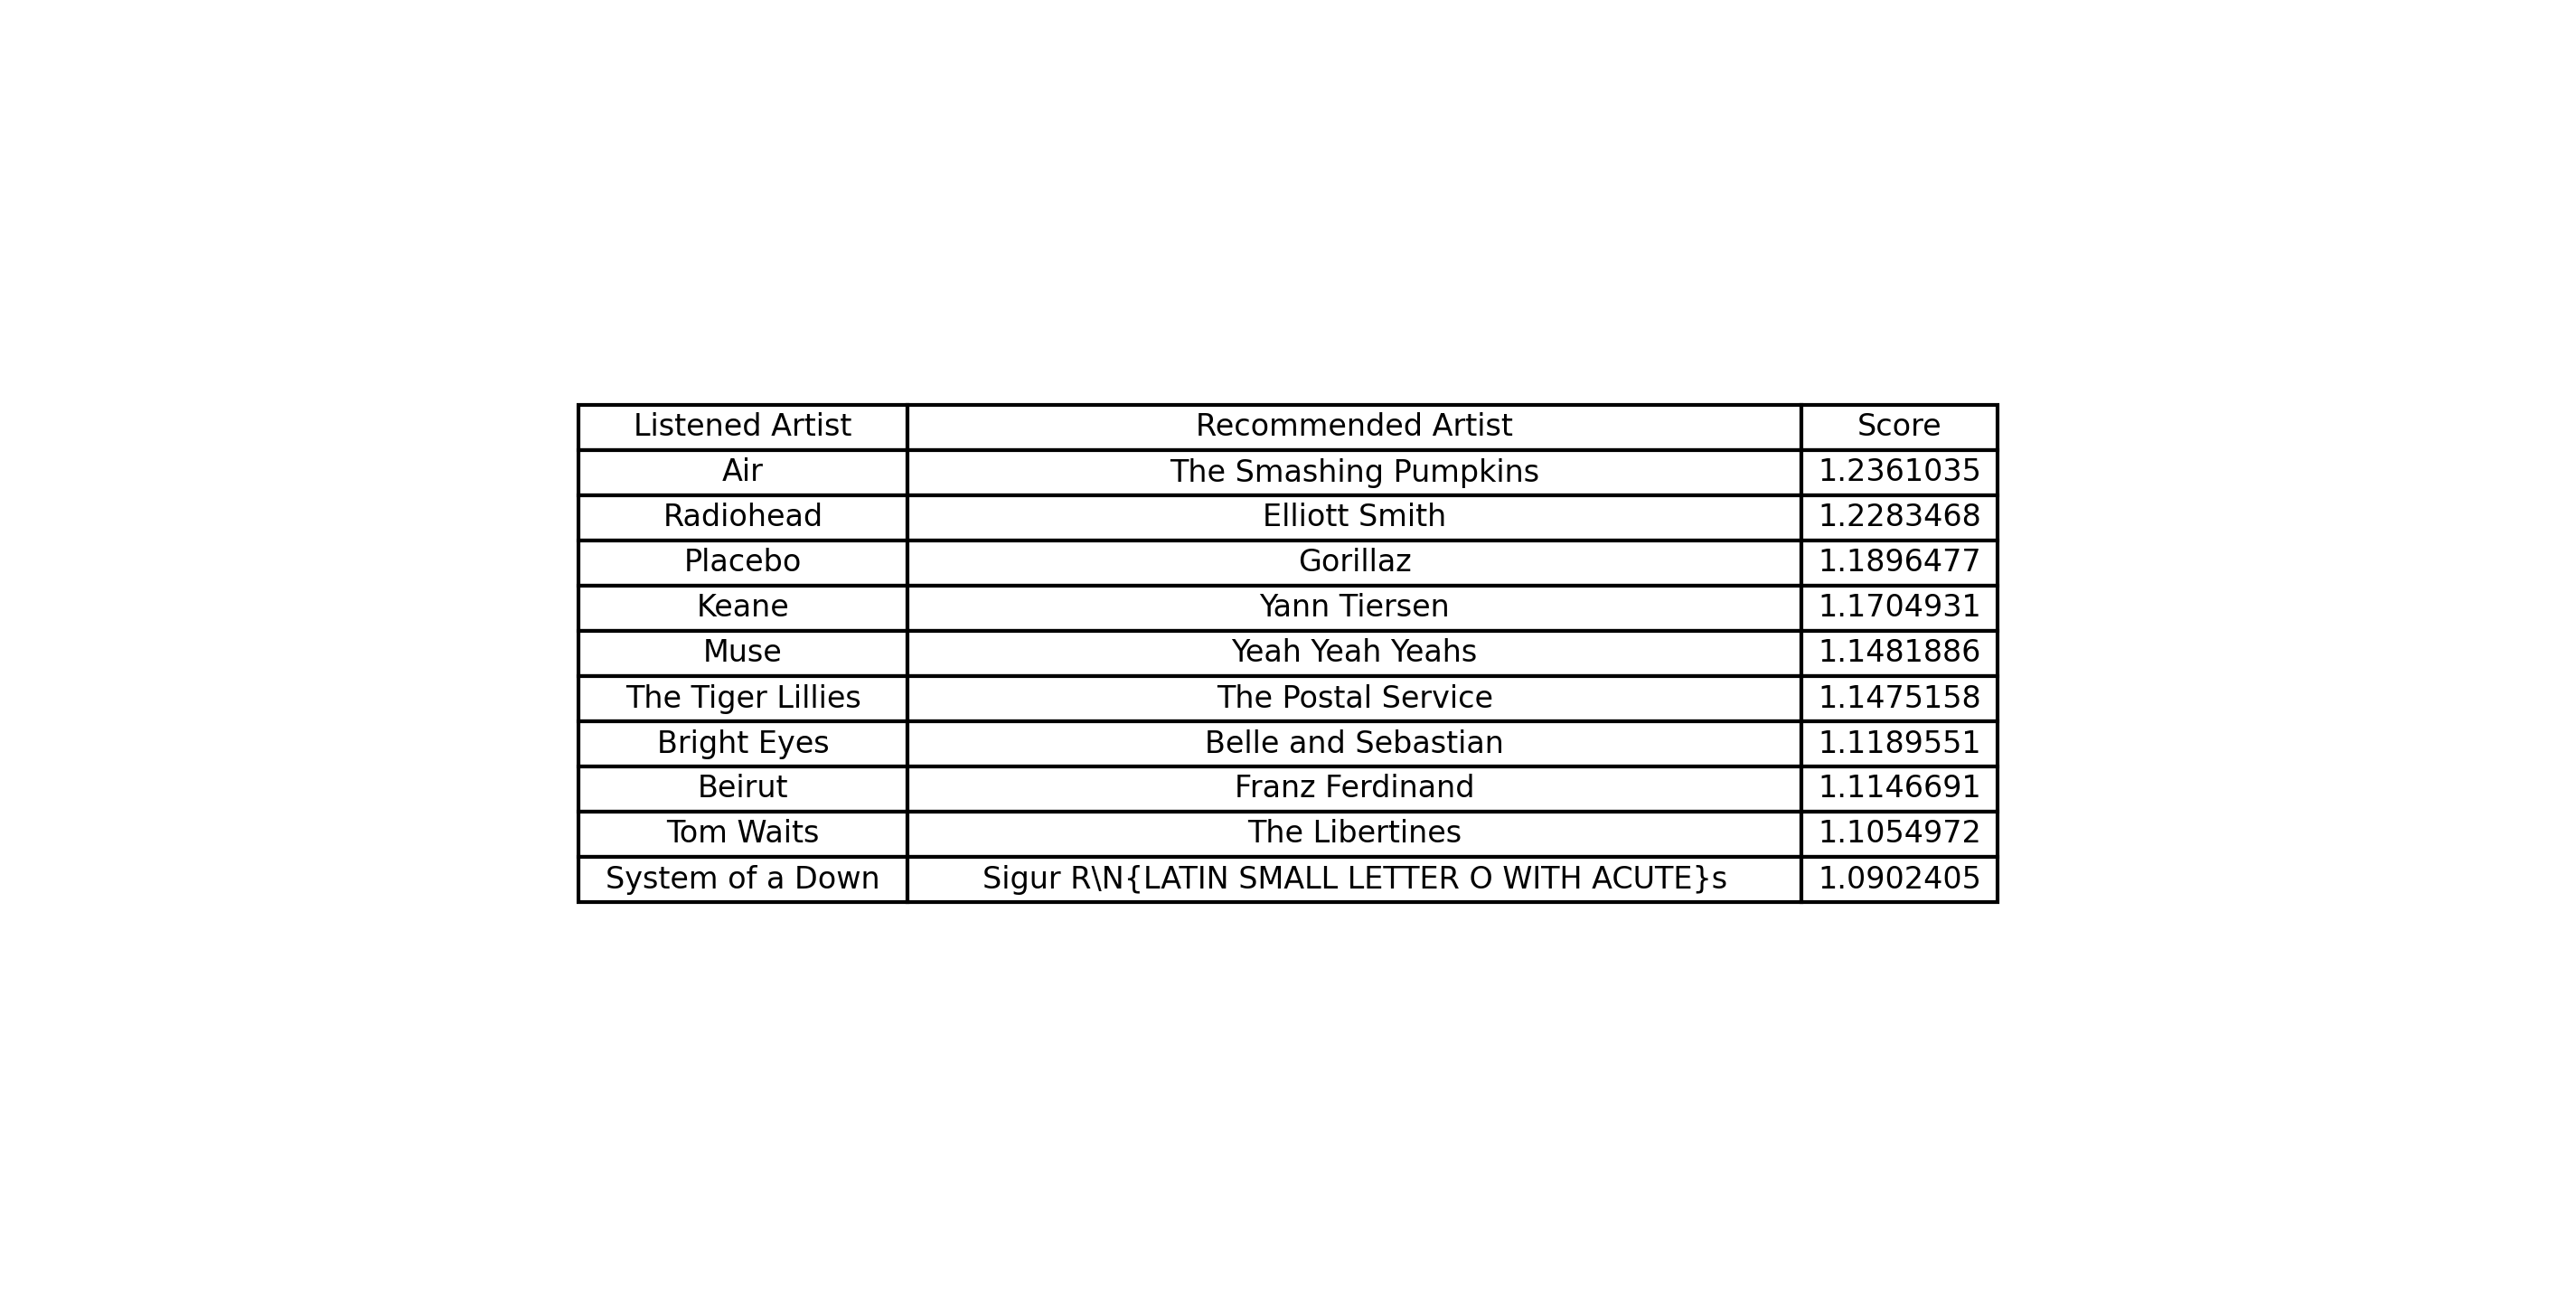 Listened Artist Recommended Artist Score
Air The Smashing Pumpkins 1.2361035
Radiohead Elliott Smith 1.2283468
Placebo Gorillaz 1.1896477
Keane Yann Tiersen 1.1704931
Muse Yeah Yeah Yeahs 1.1481886
The Tiger Lillies The Postal Service 1.1475158
Bright Eyes Belle and Sebastian 1.1189551
Beirut Franz Ferdinand 1.1146691
Tom Waits The Libertines 1.1054972
System of a Down Sigur R\N{LATIN SMALL LETTER O WITH ACUTE}s 1.0902405